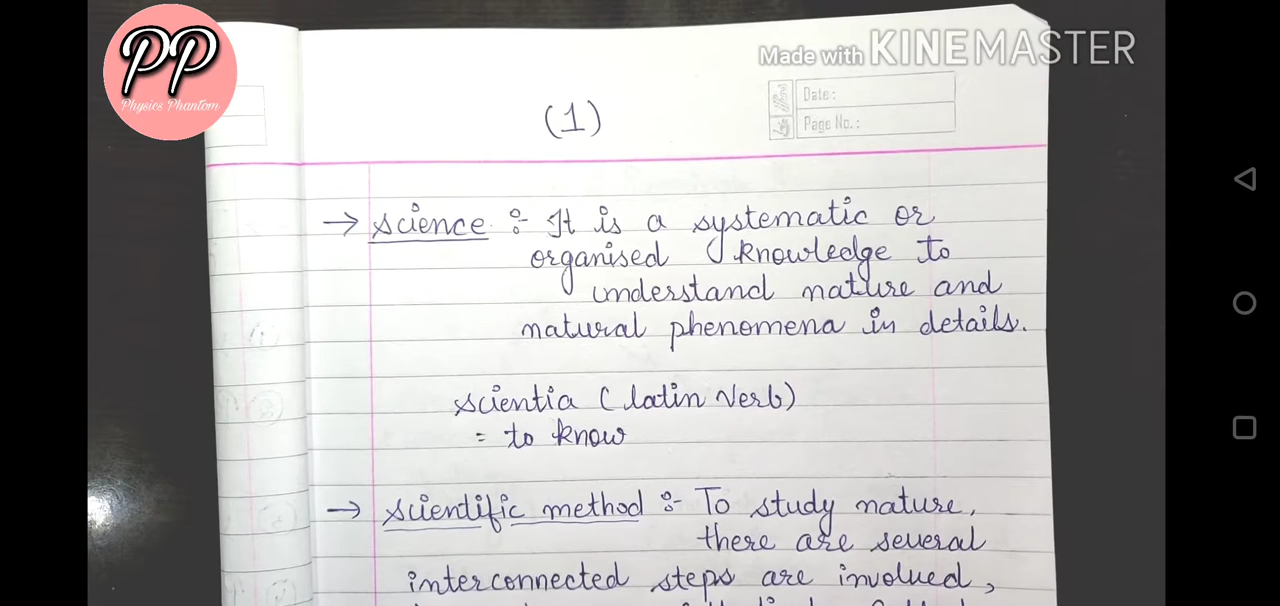 PP
Physics Phantom
Made with KINEMASTER
Date :
Page No. :
(1)
→ science :- It is a systematic or
organised knowledge to
understand nature and
natural phenomena in details.
scientia (latin Verb)
= to know
→ scientific method :- To study nature,
there are several
interconnected steps are involved,